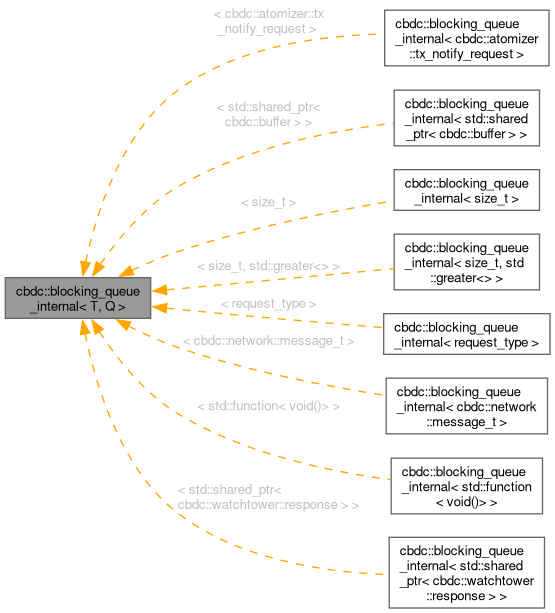 < cbdc::atomizer::tx
_notify_request >
cbdc::blocking_queue
_internal< cbdc::atomizer
::tx_notify_request >
< std::shared_ptr<
cbdc::buffer > >
cbdc::blocking_queue
_internal< std::shared
_ptr< cbdc::buffer > >
< size_t >
cbdc::blocking_queue
_internal< size_t >
< size_t, std::greater<> >
cbdc::blocking_queue
_internal< size_t, std
::greater<> >
cbdc::blocking_queue
_internal< T, Q >
< request_type >
cbdc::blocking_queue
_internal< request_type >
< cbdc::network::message_t >
cbdc::blocking_queue
_internal< cbdc::network
::message_t >
< std::function< void()> >
cbdc::blocking_queue
_internal< std::function
< void()> >
< std::shared_ptr<
cbdc::watchtower::response > >
cbdc::blocking_queue
_internal< std::shared
_ptr< cbdc::watchtower
::response > >